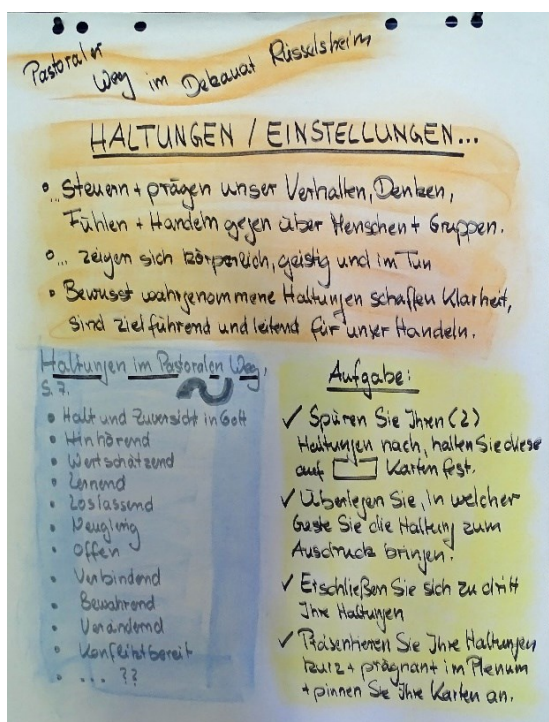 Pastoraler
Weg im Dekanat Rüsselsheim
HALTUNGEN / EINSTELLUNGEN...
• ... steuern + prägen unser Verhalten, Denken,
Fühlen + Handeln gegen über Menschen + Gruppen.
• ... zeigen sich körperlich, geistig und im Tun
• Bewusst wahrgenommene Haltungen schaffen Klarheit,
sind zielführend und leitend für unser Handeln.
Haltungen im Pastoralen Weg,
S. 7.
• Halt und Zuversicht in Gott
• Hinhörend
• Wertschätzend
• Lernend
• Loslassend
• Neugierig
• Offen
• Verbindend
• Bewahrend
• Verändernd
• Konfliktbereit
• ... ??
Aufgabe:
✓ Spüren Sie Ihren (2)
Haltungen nach, halten Sie diese
auf Karten fest.
✓ Überlegen Sie, in welcher
Geste Sie die Haltung zum
Ausdruck bringen.
✓ Erschließen Sie sich zu dritt
Ihre Haltungen
✓ Präsentieren Sie Ihre Haltungen
kurz + prägnant im Plenum
+ pinnen Sie Ihre Karten an.